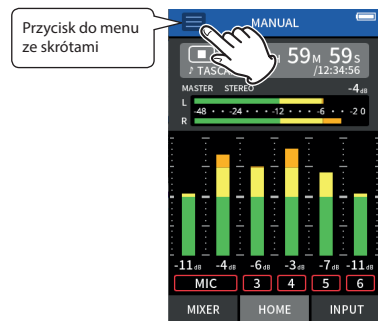 Przycisk do menu
ze skrótami
MANUAL
59M 59s
♪ TASCA
/12:34:56
MASTER STEREO -4dB
L
-48 · · -24 · · · -12 · · · -6 · · -2 0
R
-11dB -4dB -6dB -3dB -7dB -11dB
MIC 3 4 5 6
MIXER HOME INPUT